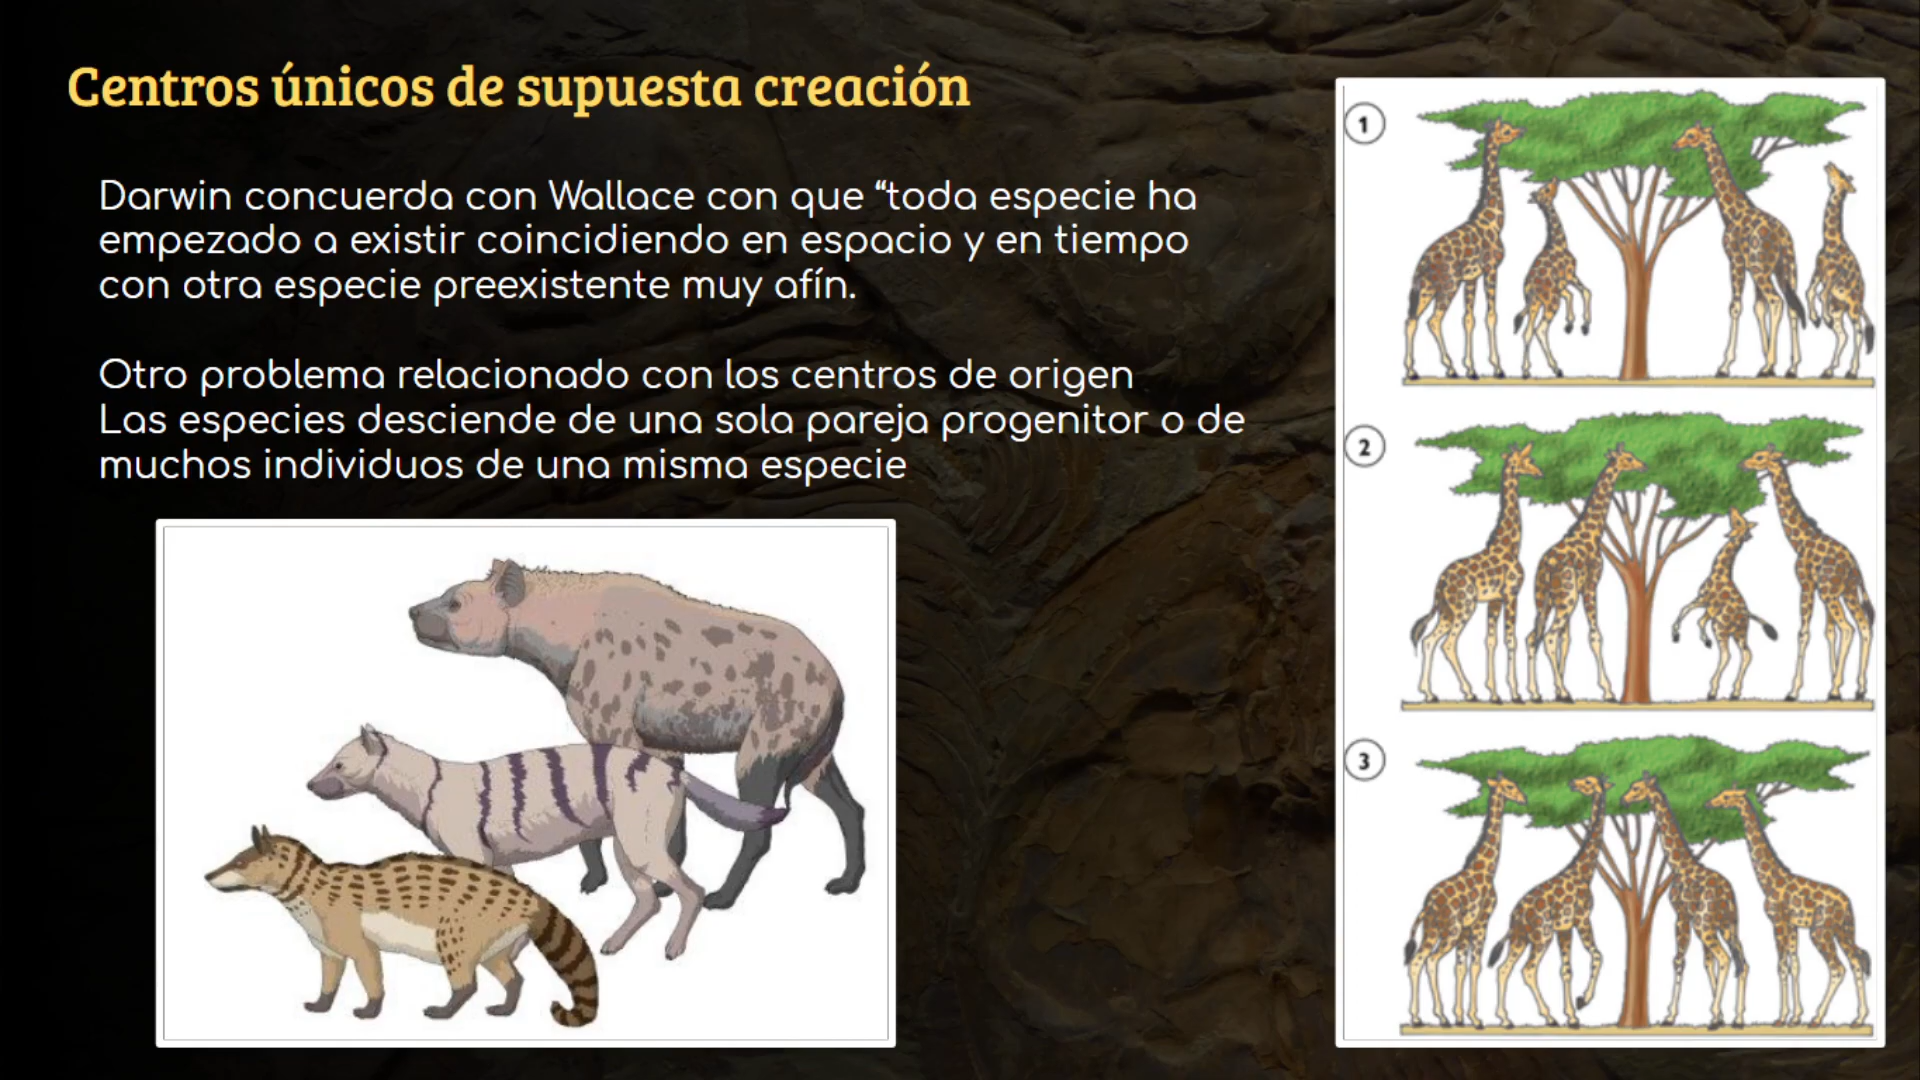 Centros únicos de supuesta creación
Darwin concuerda con Wallace con que “toda especie ha
empezado a existir coincidiendo en espacio y en tiempo
con otra especie preexistente muy afín.
Otro problema relacionado con los centros de origen
Las especies desciende de una sola pareja progenitor o de
muchos individuos de una misma especie
1
2
3